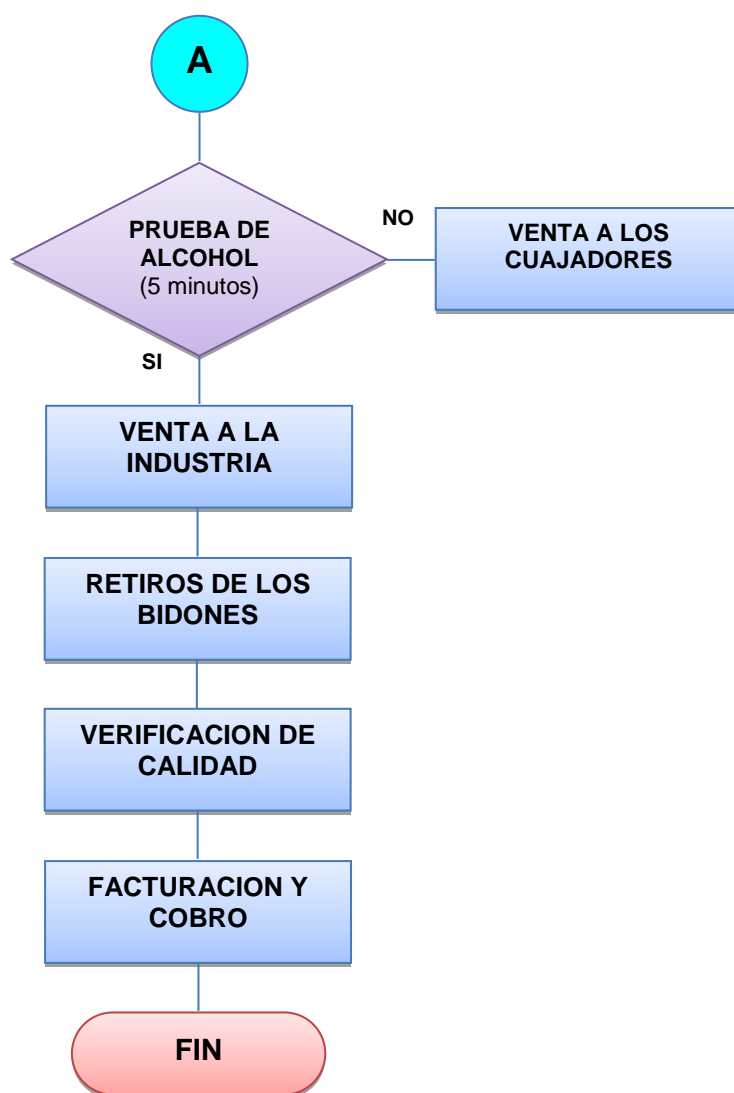 A
PRUEBA DE
ALCOHOL
(5 minutos)
NO
VENTA A LOS
CUAJADORES
SI
VENTA A LA
INDUSTRIA
RETIROS DE LOS
BIDONES
VERIFICACION DE
CALIDAD
FACTURACION Y
COBRO
FIN